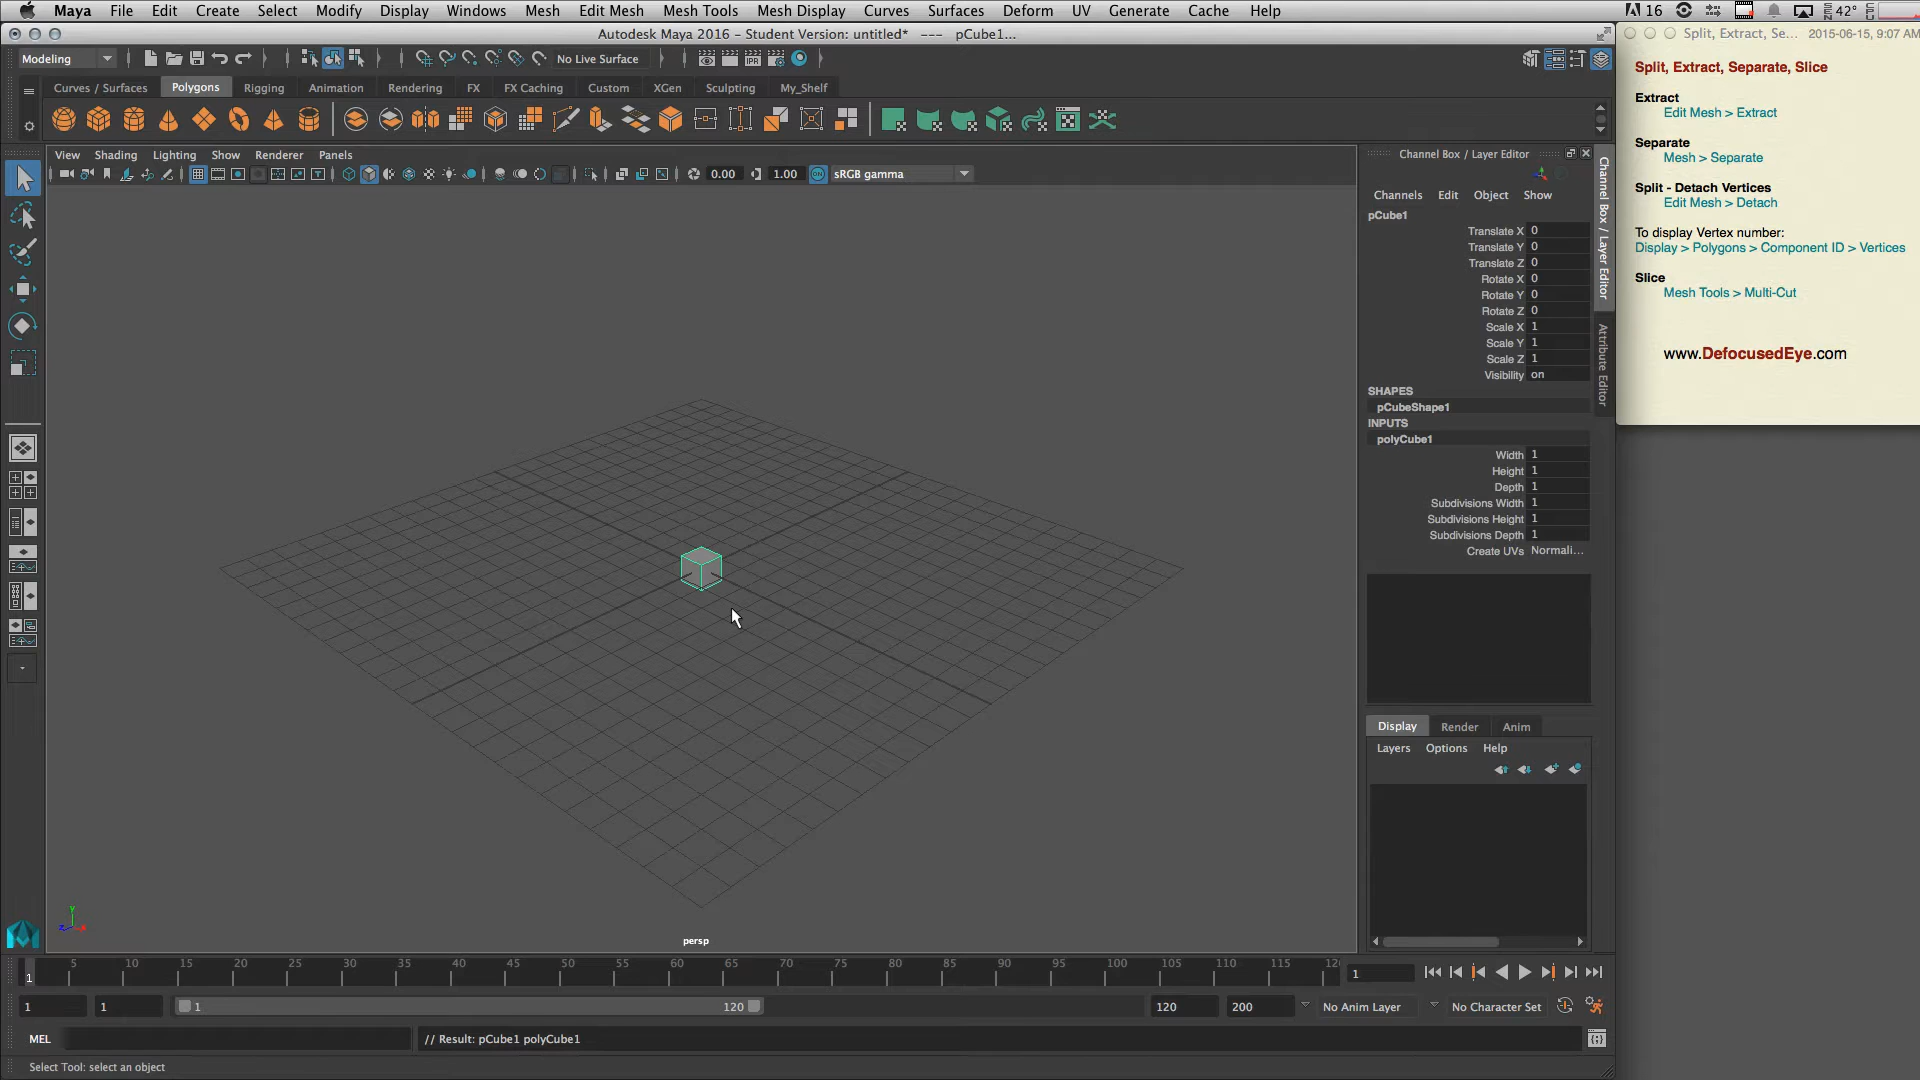 Maya File Edit Create Select Modify Display Windows Mesh Edit Mesh Mesh Tools Mesh Display Curves Surfaces Deform UV Generate Cache Help
16 42°
Autodesk Maya 2016 - Student Version: untitled* --- pCube1...
Split, Extract, Se... 2015-06-15, 9:07 AM
Modeling
No Live Surface
Curves / Surfaces Polygons Rigging Animation Rendering FX FX Caching Custom XGen Sculpting My_Shelf
View Shading Lighting Show Renderer Panels
0.00 1.00 sRGB gamma
Channel Box / Layer Editor
Channels Edit Object Show
pCube1
Translate X 0
Translate Y 0
Translate Z 0
Rotate X 0
Rotate Y 0
Rotate Z 0
Scale X 1
Scale Y 1
Scale Z 1
Visibility on
SHAPES
pCubeShape1
INPUTS
polyCube1
Width 1
Height 1
Depth 1
Subdivisions Width 1
Subdivisions Height 1
Subdivisions Depth 1
Create UVs Normali...
Channel Box / Layer Editor
Attribute Editor
Display Render Anim
Layers Options Help
Split, Extract, Separate, Slice
Extract
Edit Mesh > Extract
Separate
Mesh > Separate
Split - Detach Vertices
Edit Mesh > Detach
To display Vertex number:
Display > Polygons > Component ID > Vertices
Slice
Mesh Tools > Multi-Cut
www.DefocusedEye.com
y
z x
persp
1 5 10 15 20 25 30 35 40 45 50 55 60 65 70 75 80 85 90 95 100 105 110 115 1
1 1 1 120 120 200 No Anim Layer No Character Set
MEL // Result: pCube1 polyCube1
Select Tool: select an object